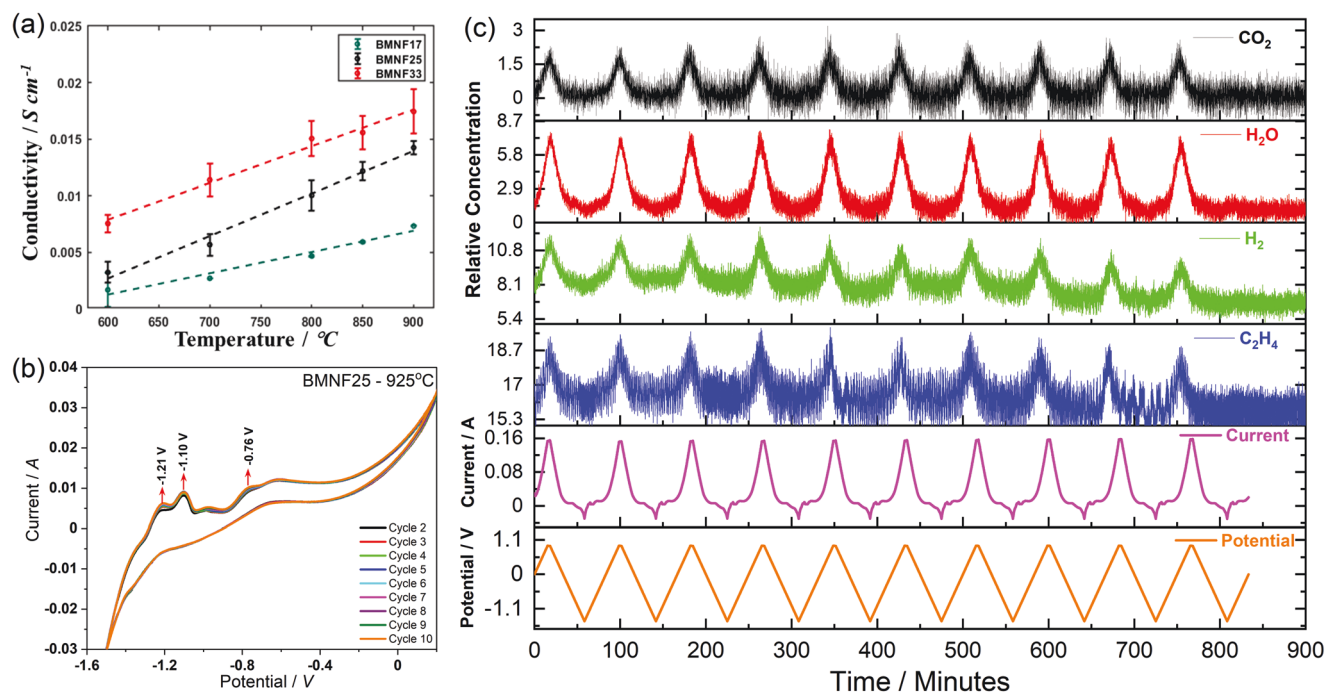 (a)
0.025
0.02
0.015
0.01
0.005
0
Conductivity / S cm⁻¹
BMNF17
BMNF25
BMNF33
600 650 700 750 800 850 900
Temperature / °C
(b)
BMNF25 - 925°C
0.04
0.03
0.02
0.01
0.00
-0.01
-0.02
-0.03
Current / A
-1.21 V
-1.10 V
-0.76 V
Cycle 2
Cycle 3
Cycle 4
Cycle 5
Cycle 6
Cycle 7
Cycle 8
Cycle 9
Cycle 10
-1.6 -1.2 -0.8 -0.4 0
Potential / V
(c)
Relative Concentration
3
1.5
0
CO₂
8.7
5.8
2.9
0
H₂O
10.8
8.1
5.4
H₂
18.7
17
15.3
C₂H₄
Current / A
0.16
0.08
0
Current
Potential / V
1.1
0
-1.1
Potential
0 100 200 300 400 500 600 700 800 900
Time / Minutes